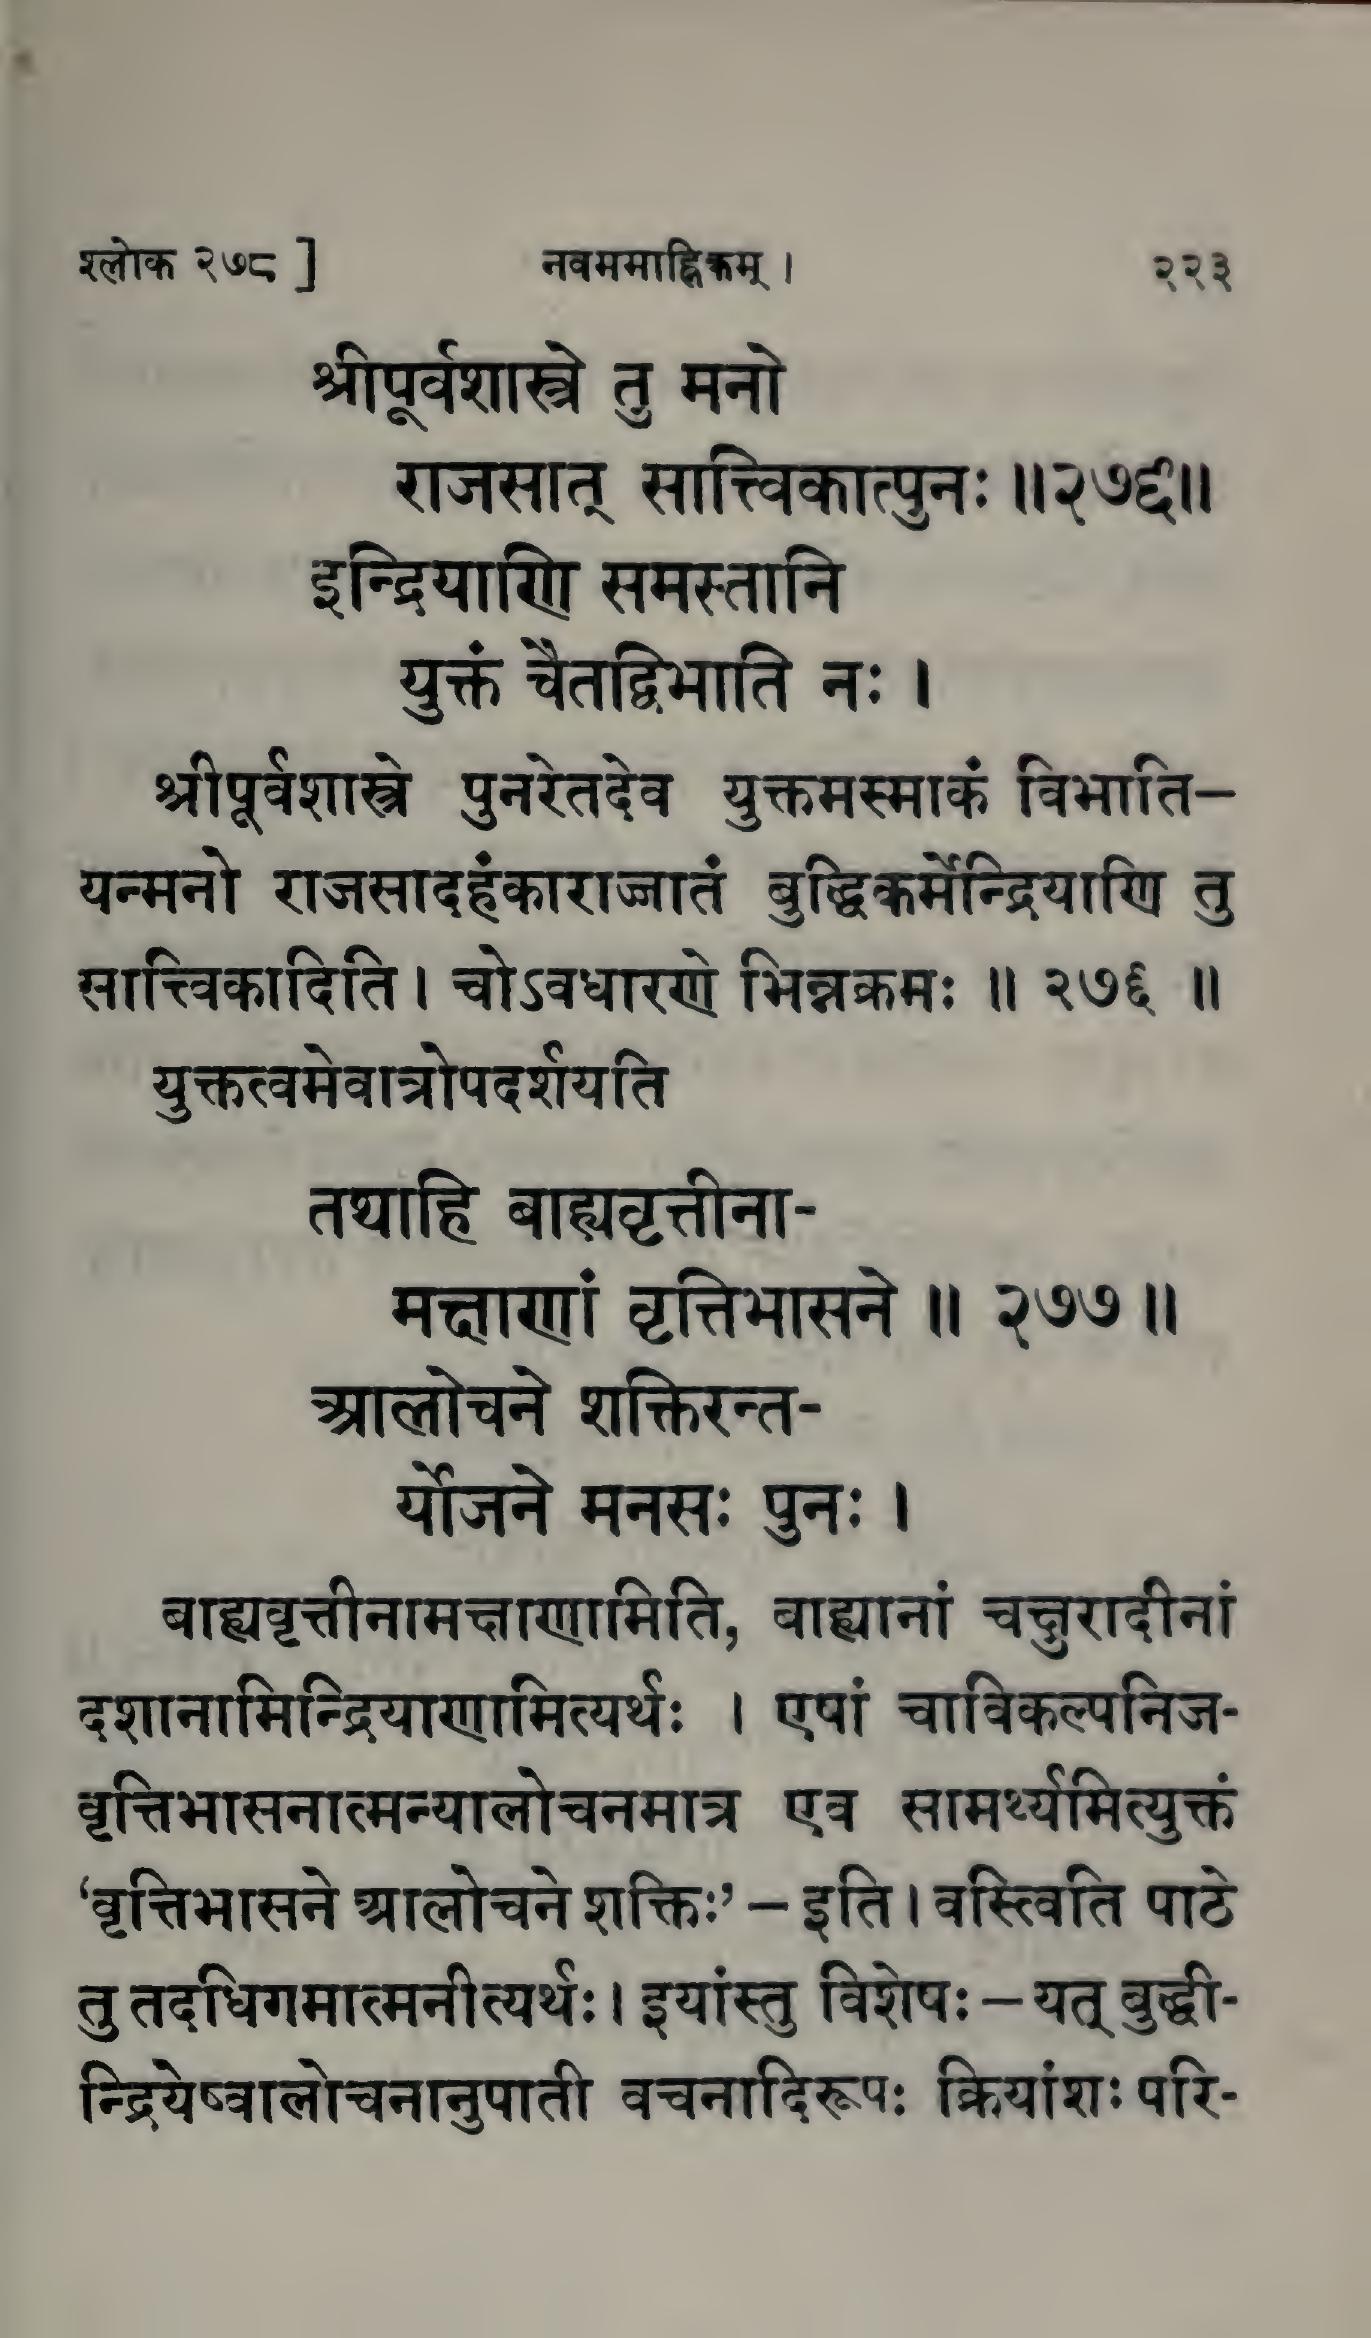 श्लोक २७८ ] नवममाह्निकम् । २२३
श्रीपूर्वशास्त्रे तु मनो
राजसात् सात्त्विकात्पुनः ॥२७६॥
इन्द्रियाणि समस्तानि
युक्तं चैतद्विभाति नः ।
श्रीपूर्वशास्त्रे पुनरेतदेव युक्तमस्माकं विभाति—
यन्मनो राजसादहंकाराज्जातं बुद्धिकर्मेन्द्रियाणि तु
सात्त्विकादिति । चोऽवधारणे भिन्नक्रमः ॥ २७६ ॥
युक्तत्वमेवात्रोपदर्शयति
तथाहि बाह्यवृत्तीना-
मक्षाणां वृत्तिभासने ॥ २७७ ॥
आलोचने शक्तिरन्त-
र्योजने मनसः पुनः ।
बाह्यवृत्तीनामक्षाणामिति, बाह्यानां चक्षुरादीनां
दशानामिन्द्रियाणामित्यर्थः । एषां चाविकल्पनिज-
वृत्तिभासनात्मन्यालोचनमात्र एव सामर्थ्यमित्युक्तं
‘वृत्तिभासने आलोचने शक्तिः’ — इति । वस्त्विति पाठे
तु तदधिगमात्मनीत्यर्थः । इयांस्तु विशेषः — यत् बुद्धी-
न्द्रियेष्वालोचनानुपाती वचनादिरूपः क्रियांशः परि-